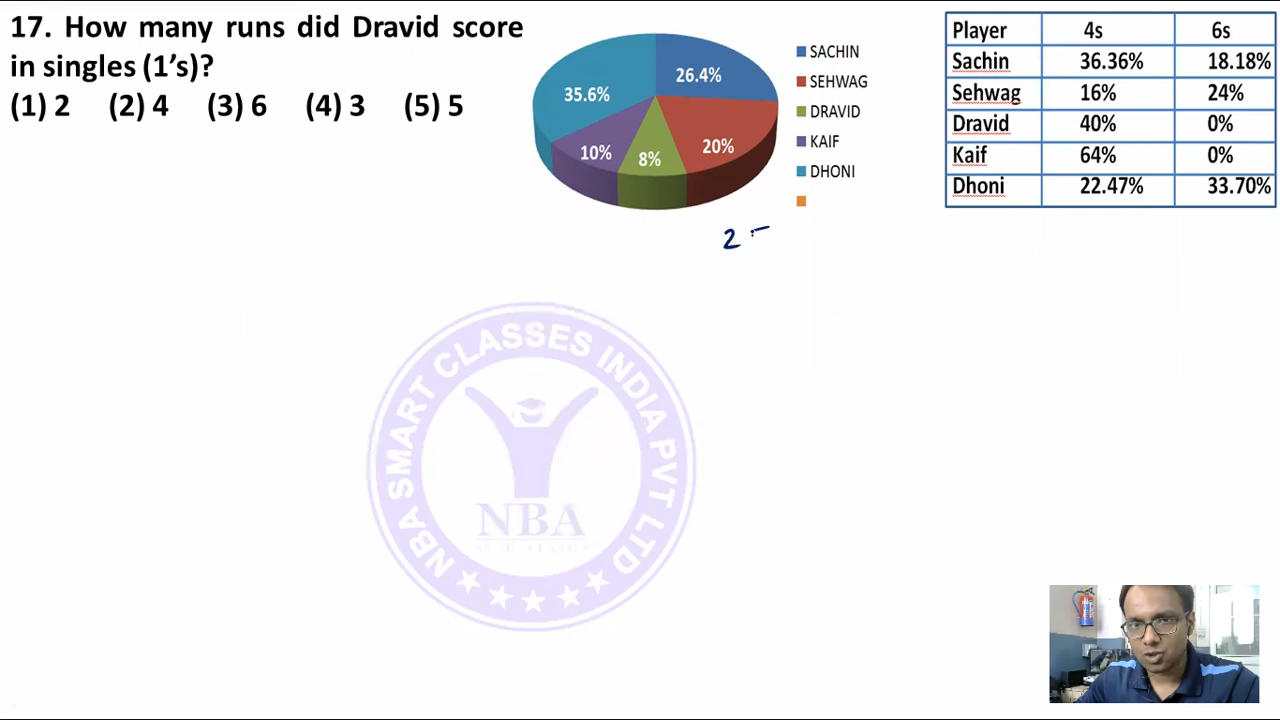 17. How many runs did Dravid score
in singles (1's)?
(1) 2 (2) 4 (3) 6 (4) 3 (5) 5
26.4%
20%
8%
10%
35.6%
SACHIN
SEHWAG
DRAVID
KAIF
DHONI
Player 4s 6s
Sachin 36.36% 18.18%
Sehwag 16% 24%
Dravid 40% 0%
Kaif 64% 0%
Dhoni 22.47% 33.70%
2
NBA SMART CLASSES INDIA PVT LTD
NBA